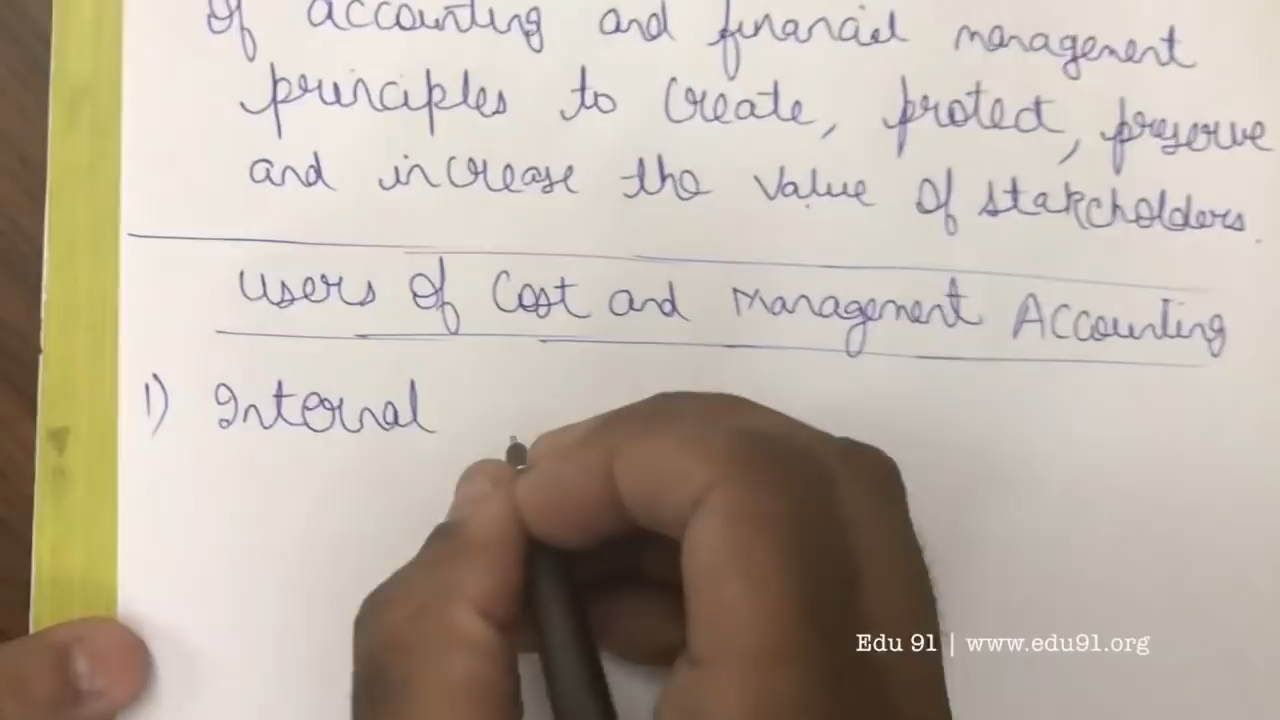 of accounting and financial management
principles to create, protect, preserve
and increase the value of stakeholders.
Users of Cost and Management Accounting
1) Internal
Edu 91 | www.edu91.org